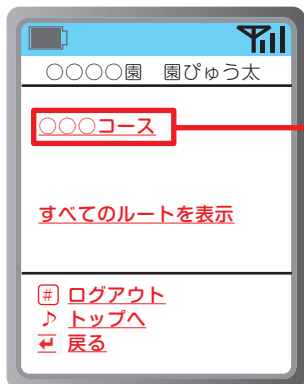 ○○○○園　園ぴゅう太
○○○コース
すべてのルートを表示
# ログアウト
♪ トップへ
↵ 戻る